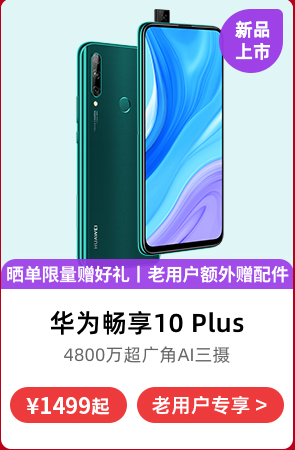 新品
上市
HUAWEI
晒单限量赠好礼丨老用户额外赠配件
华为畅享10 Plus
4800万超广角AI三摄
¥1499起
老用户专享 >